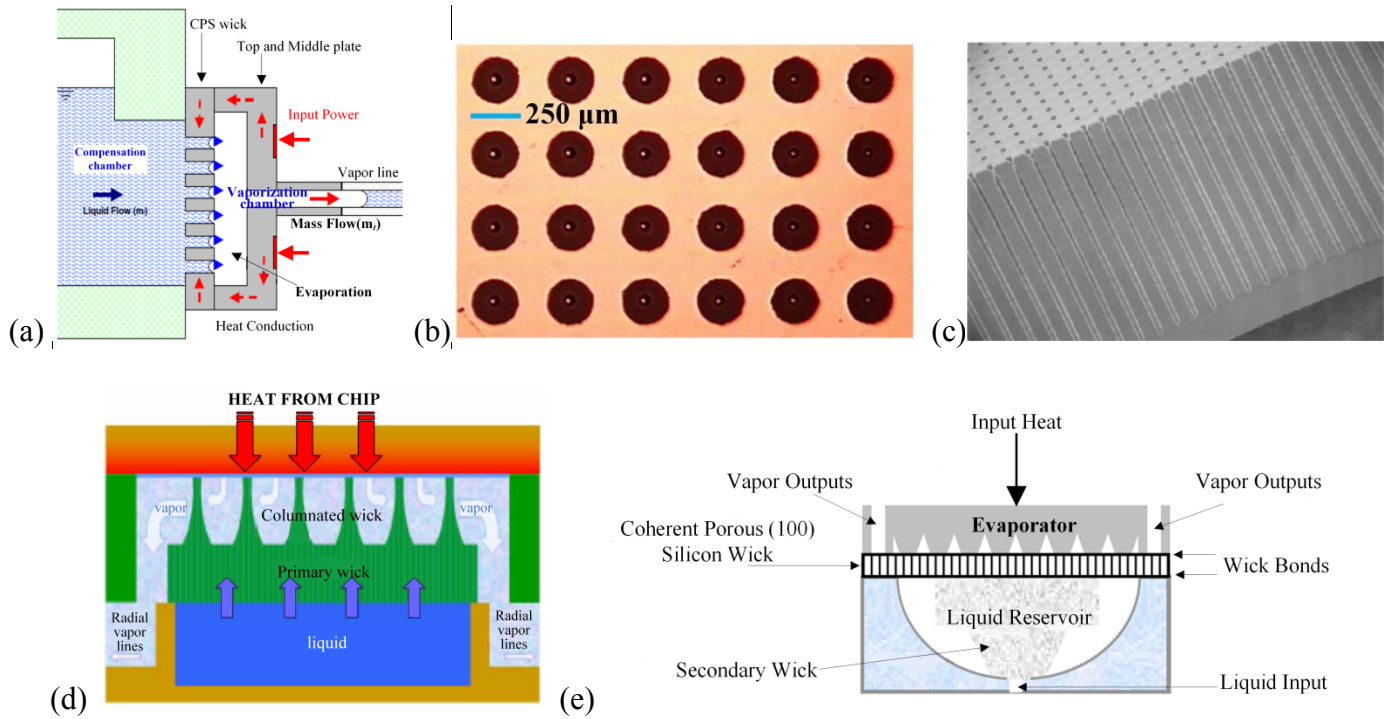 CPS wick
Top and Middle plate
Input Power
Compensation
chamber
Vapor line
Vaporization
chamber
Liquid Flow (mₗ)
Mass Flow(mₜ)
Evaporation
Heat Conduction
(a)
250 µm
(b)
(c)
HEAT FROM CHIP
vapor
vapor
Columnated wick
Primary wick
Radial
vapor
lines
Radial
vapor
lines
liquid
(d)
Input Heat
Vapor Outputs
Vapor Outputs
Evaporator
Coherent Porous (100)
Silicon Wick
Wick Bonds
Liquid Reservoir
Secondary Wick
Liquid Input
(e)